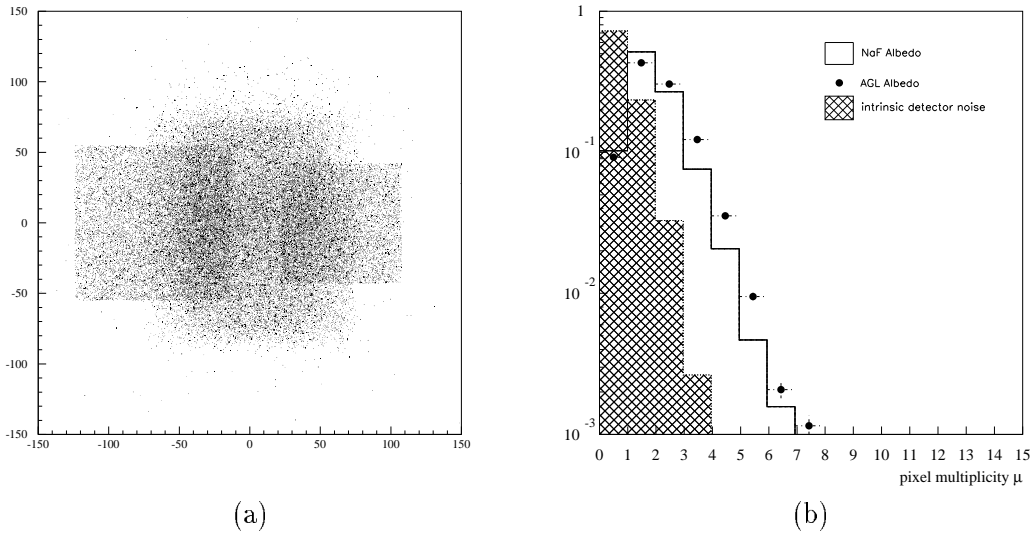 150
100
50
0
-50
-100
-150
-150 -100 -50 0 50 100 150
(a)
1
10 -1
10 -2
10 -3
NaF Albedo
AGL Albedo
intrinsic detector noise
0 1 2 3 4 5 6 7 8 9 10 11 12 13 14 15
pixel multiplicity μ
(b)